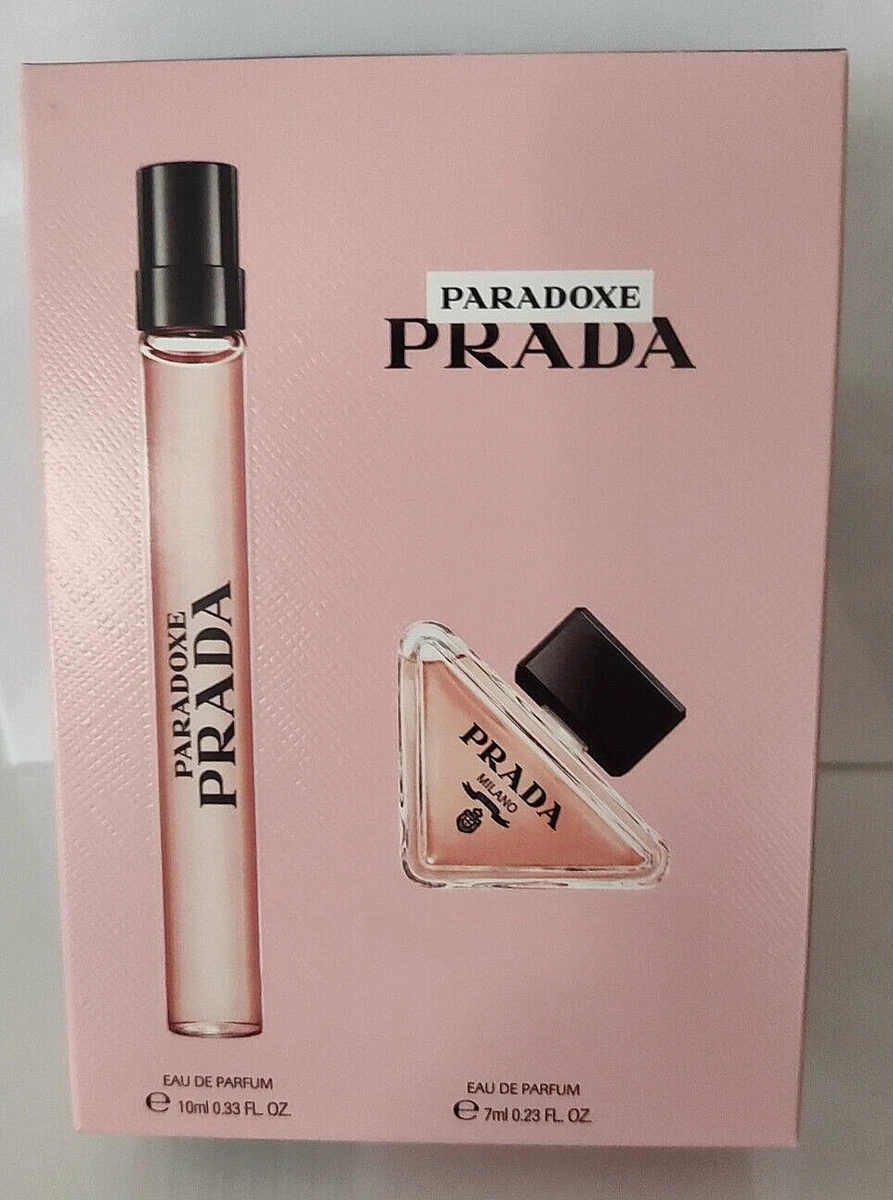 PARADOXE
PRADA
PARADOXE
PRADA
PRADA
MILANO
EAU DE PARFUM
℮ 10ml 0.33 FL. OZ.
EAU DE PARFUM
℮ 7ml 0.23 FL. OZ.